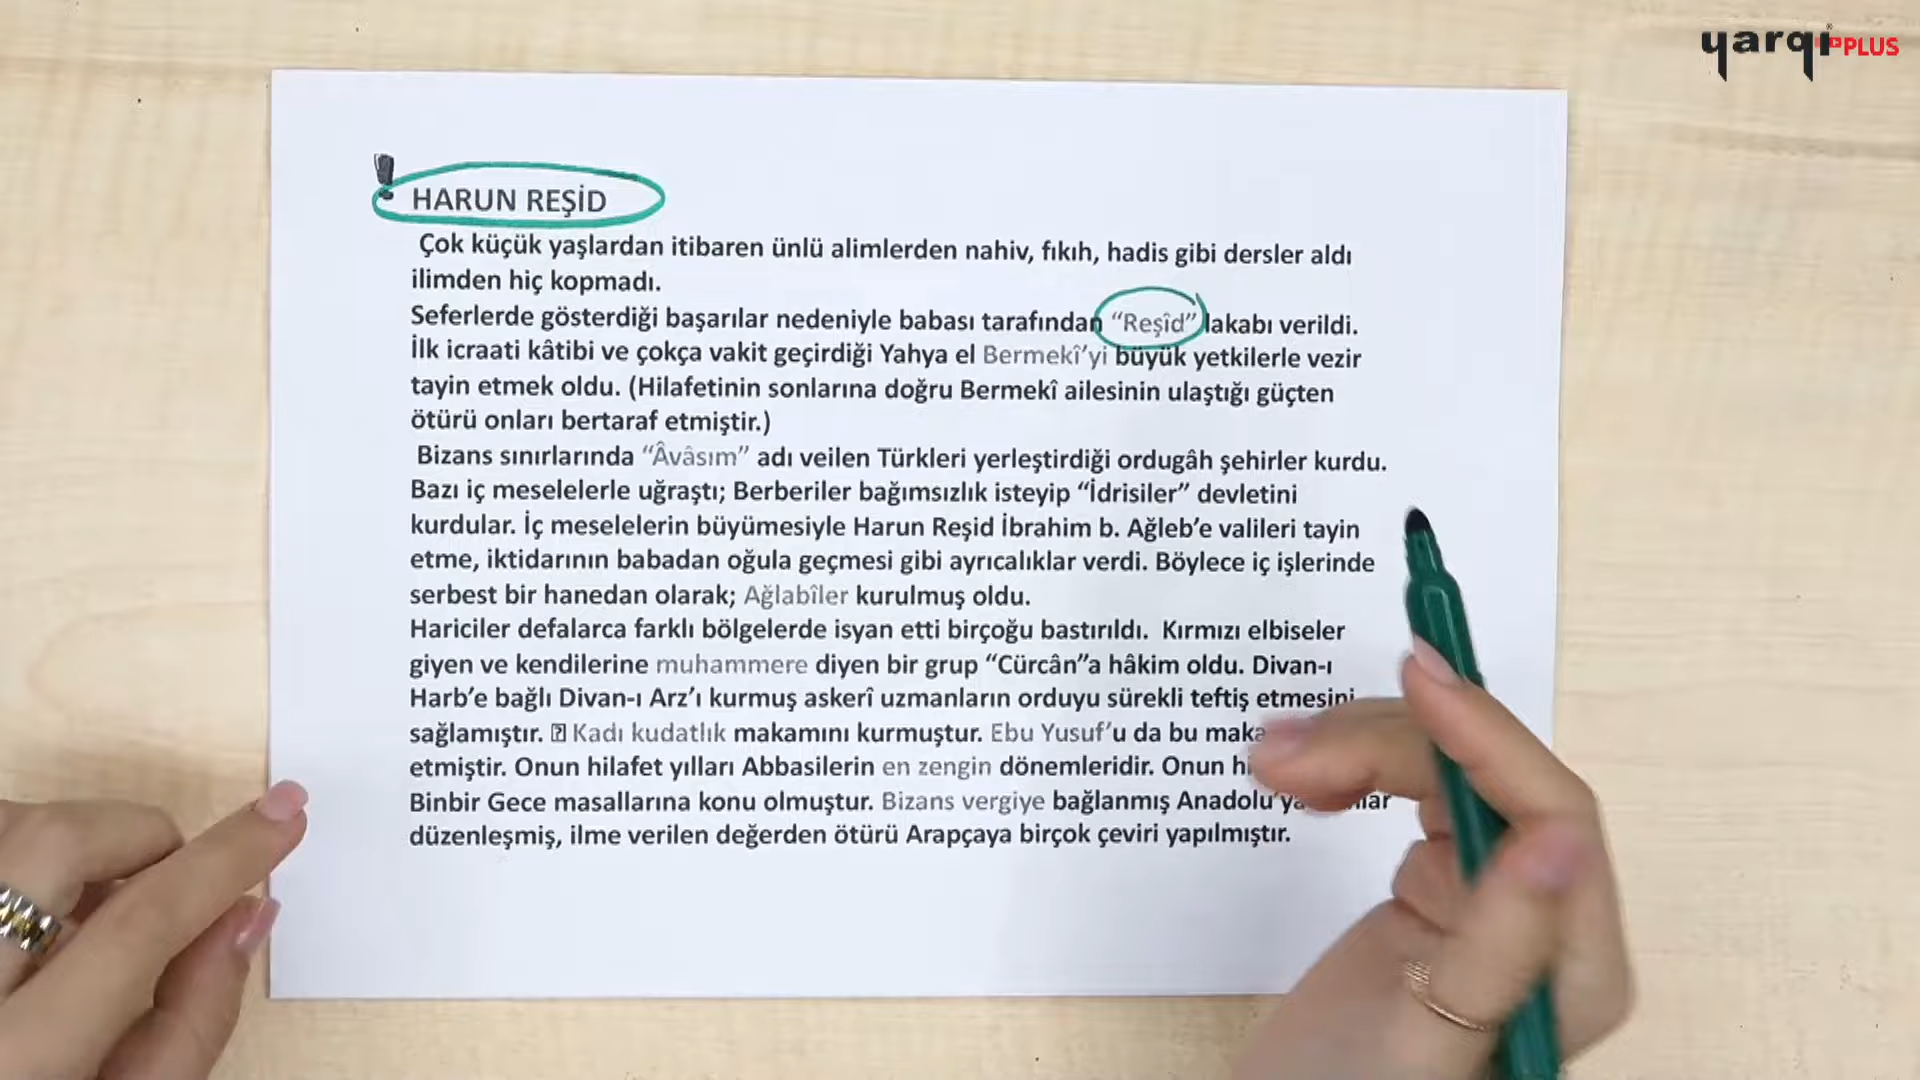 yarqı PLUS
HARUN REŞİD
Çok küçük yaşlardan itibaren ünlü alimlerden nahiv, fıkıh, hadis gibi dersler aldı
ilimden hiç kopmadı.
Seferlerde gösterdiği başarılar nedeniyle babası tarafından “Reşîd” lakabı verildi.
İlk icraati kâtibi ve çokça vakit geçirdiği Yahya el Bermekî’yi büyük yetkilerle vezir
tayin etmek oldu. (Hilafetinin sonlarına doğru Bermekî ailesinin ulaştığı güçten
ötürü onları bertaraf etmiştir.)
Bizans sınırlarında “Âvâsım” adı veilen Türkleri yerleştirdiği ordugâh şehirler kurdu.
Bazı iç meselelerle uğraştı; Berberiler bağımsızlık isteyip “İdrisiler” devletini
kurdular. İç meselelerin büyümesiyle Harun Reşid İbrahim b. Ağleb’e valileri tayin
etme, iktidarının babadan oğula geçmesi gibi ayrıcalıklar verdi. Böylece iç işlerinde
serbest bir hanedan olarak; Ağlabîler kurulmuş oldu.
Hariciler defalarca farklı bölgelerde isyan etti birçoğu bastırıldı. Kırmızı elbiseler
giyen ve kendilerine muhammere diyen bir grup “Cürcân”a hâkim oldu. Divan-ı
Harb’e bağlı Divan-ı Arz’ı kurmuş askerî uzmanların orduyu sürekli teftiş etmesini
sağlamıştır. Kadı kudatlık makamını kurmuştur. Ebu Yusuf’u da bu
etmiştir. Onun hilafet yılları Abbasilerin en zengin dönemleridir. Onun
Binbir Gece masallarına konu olmuştur. Bizans vergiye bağlanmış Anadolu’ya
düzenleşmiş, ilme verilen değerden ötürü Arapçaya birçok çeviri yapılmıştır.